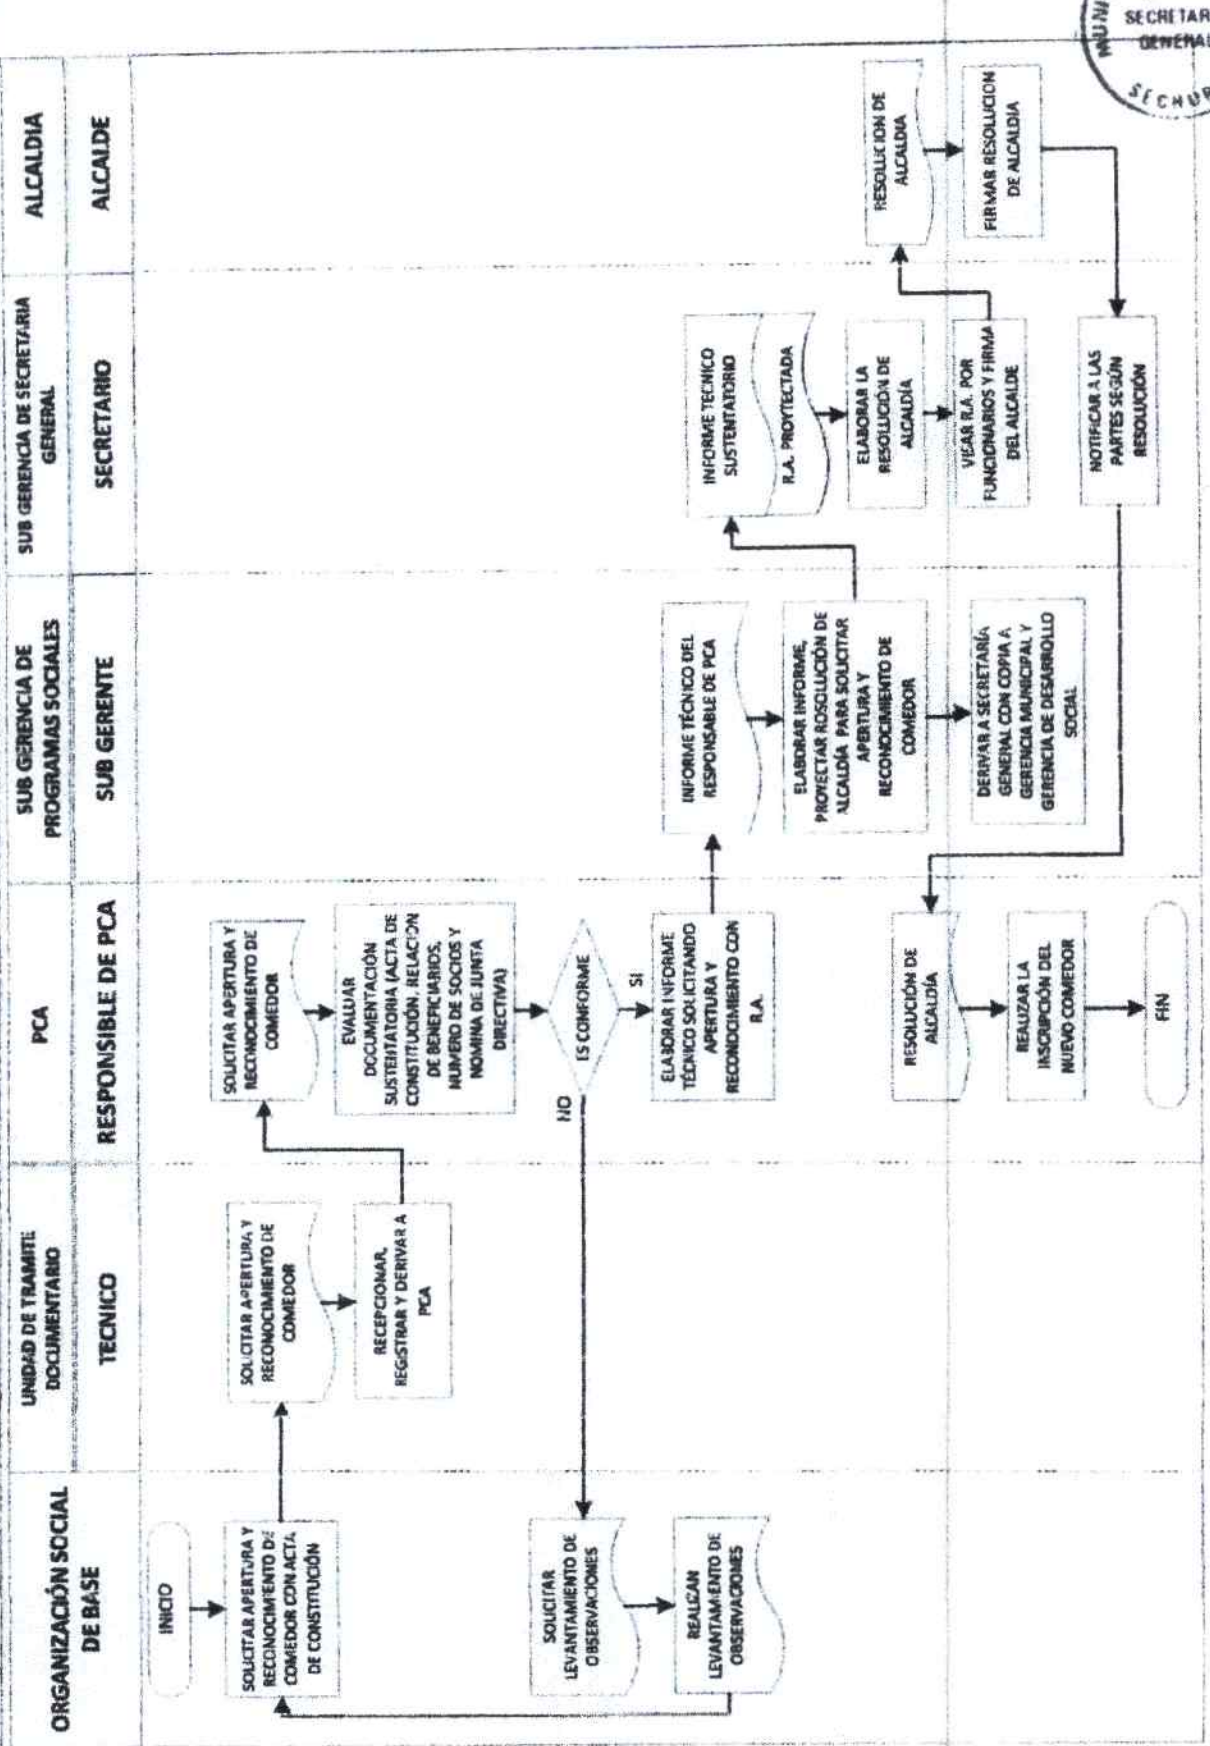 ORGANIZACIÓN SOCIAL
DE BASE
UNIDAD DE TRAMITE
DOCUMENTARIO
PCA
SUB GERENCIA DE
PROGRAMAS SOCIALES
SUB GERENCIA DE SECRETARIA
GENERAL
ALCALDIA
TECNICO
RESPONSIBLE DE PCA
SUB GERENTE
SECRETARIO
ALCALDE
INICIO
SOLICITAR APERTURA Y
RECONOCIMIENTO DE
COMEDOR CON ACTA
DE CONSTITUCIÓN
SOLICITAR APERTURA Y
RECONOCIMIENTO DE
COMEDOR
RECEPCIONAR,
REGISTRAR Y DERIVAR A
PCA
SOLICITAR APERTURA Y
RECONOCIMIENTO DE
COMEDOR
EVALUAR
DOCUMENTACIÓN
SUSTENTATORIA (ACTA DE
CONSTITUCIÓN, RELACION
DE BENEFICIARIOS,
NUMERO DE SOCIOS Y
NOMINA DE JUNTA
DIRECTIVA)
ES CONFORME
NO
SI
SOLICITAR
LEVANTAMIENTO DE
OBSERVACIONES
REALIZAN
LEVANTAMIENTO DE
OBSERVACIONES
ELABORAR INFORME
TÉCNICO SOLICITANDO
APERTURA Y
RECONOCIMIENTO CON
R.A.
INFORME TÉCNICO DEL
RESPONSABLE DE PCA
ELABORAR INFORME,
PROYECTAR ROSOLUCIÓN DE
ALCALDÍA PARA SOLICITAR
APERTURA Y
RECONOCIMIENTO DE
COMEDOR
DERIVAR A SECRETARÍA
GENERAL CON COPIA A
GERENCIA MUNICIPAL Y
GERENCIA DE DESARROLLO
SOCIAL
INFORME TECNICO
SUSTENTATORIO
R.A. PROYTECTADA
ELABORAR LA
RESOLUCIÓN DE
ALCALDÍA
VISAR R.A. POR
FUNCIONARIOS Y FIRMA
DEL ALCALDE
RESOLUCION DE
ALCALDIA
FIRMAR RESOLUCION
DE ALCALDIA
NOTIFICAR A LAS
PARTES SEGÚN
RESOLUCIÓN
RESOLUCIÓN DE
ALCALDÍA
REALIZAR LA
INSCRIPCIÓN DEL
NUEVO COMEDOR
FIN
MUNI
SECRETAR
GENERAL
SECHUR